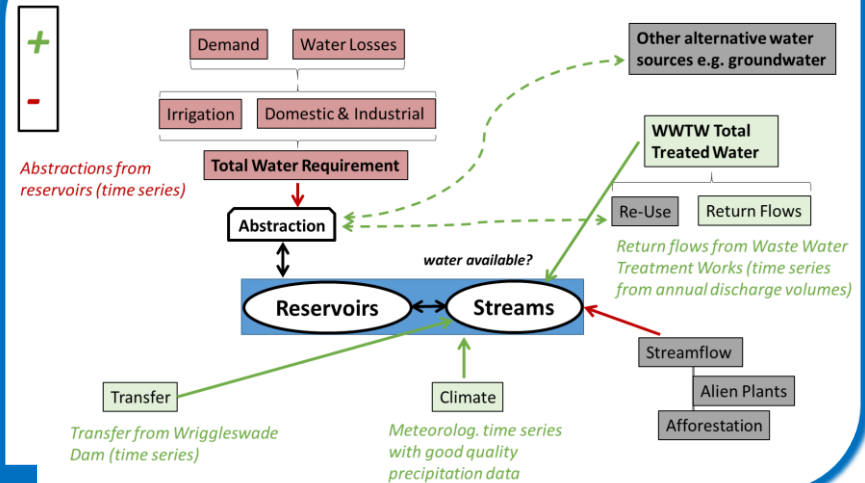 +
-
Demand
Water Losses
Other alternative water
sources e.g. groundwater
Irrigation
Domestic & Industrial
WWTW Total
Treated Water
Abstractions from
reservoirs (time series)
Total Water Requirement
Re-Use
Return Flows
Abstraction
water available?
Return flows from Waste Water
Treatment Works (time series
from annual discharge volumes)
Reservoirs
Streams
Streamflow
Alien Plants
Afforestation
Transfer
Climate
Transfer from Wriggleswade
Dam (time series)
Meteorolog. time series
with good quality
precipitation data